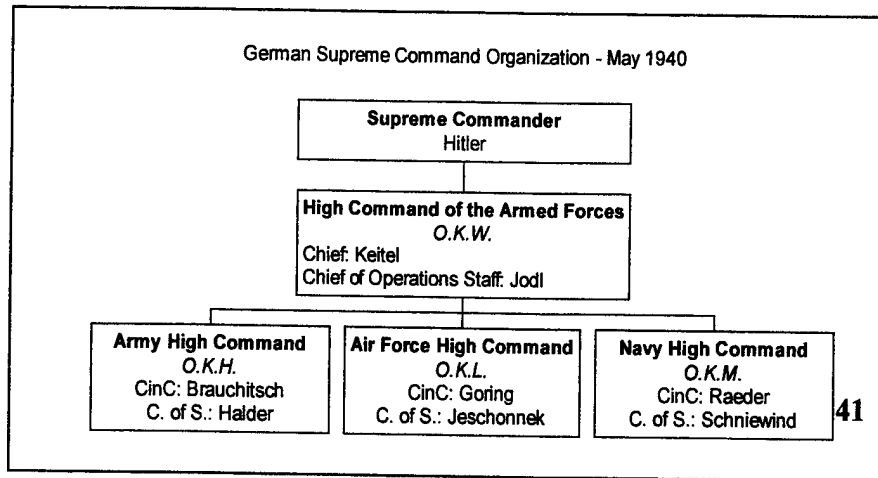 German Supreme Command Organization - May 1940
Supreme Commander
Hitler
High Command of the Armed Forces
O.K.W.
Chief: Keitel
Chief of Operations Staff: Jodl
Army High Command
O.K.H.
CinC: Brauchitsch
C. of S.: Halder
Air Force High Command
O.K.L.
CinC: Goring
C. of S.: Jeschonnek
Navy High Command
O.K.M.
CinC: Raeder
C. of S.: Schniewind
41